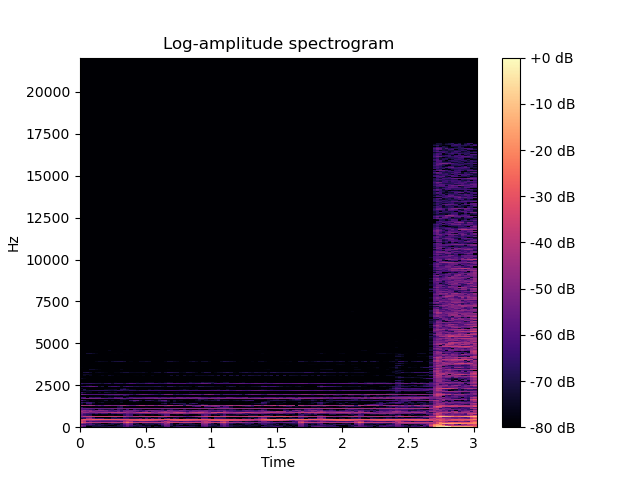 Log-amplitude spectrogram
Hz
20000
17500
15000
12500
10000
7500
5000
2500
0
0 0.5 1 1.5 2 2.5 3
Time
+0 dB
-10 dB
-20 dB
-30 dB
-40 dB
-50 dB
-60 dB
-70 dB
-80 dB